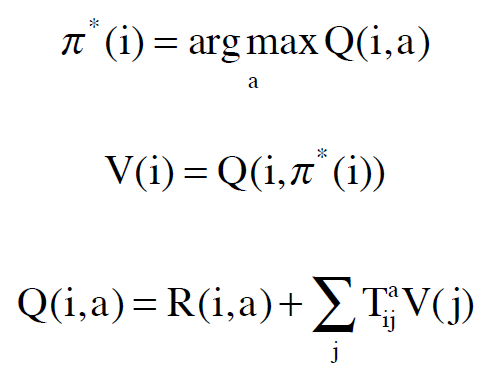 π*(i) = arg max Q(i,a)
a
V(i) = Q(i,π*(i))
Q(i,a) = R(i,a) + ∑ T^a_ij V(j)
j